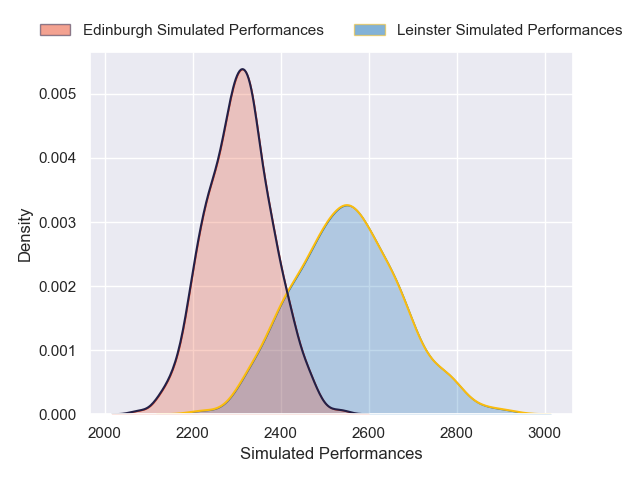 Edinburgh Simulated Performances Leinster Simulated Performances
0.005
0.004
0.003
0.002
0.001
0.000
Density
2000 2200 2400 2600 2800 3000
Simulated Performances